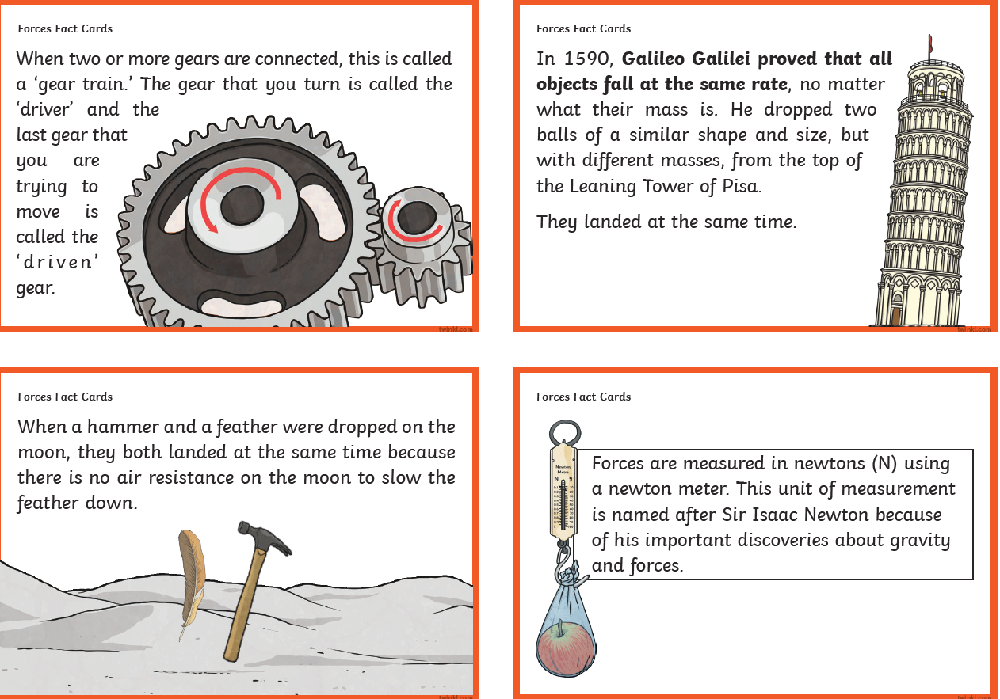 Forces Fact Cards
When two or more gears are connected, this is called
a ‘gear train.’ The gear that you turn is called the
‘driver’ and the
last gear that
you are
trying to
move is
called the
‘driven’
gear.
twinkl.com
Forces Fact Cards
In 1590, Galileo Galilei proved that all
objects fall at the same rate, no matter
what their mass is. He dropped two
balls of a similar shape and size, but
with different masses, from the top of
the Leaning Tower of Pisa.
They landed at the same time.
twinkl.com
Forces Fact Cards
When a hammer and a feather were dropped on the
moon, they both landed at the same time because
there is no air resistance on the moon to slow the
feather down.
twinkl.com
Forces Fact Cards
Newton
Metre
N g
Forces are measured in newtons (N) using
a newton meter. This unit of measurement
is named after Sir Isaac Newton because
of his important discoveries about gravity
and forces.
twinkl.com